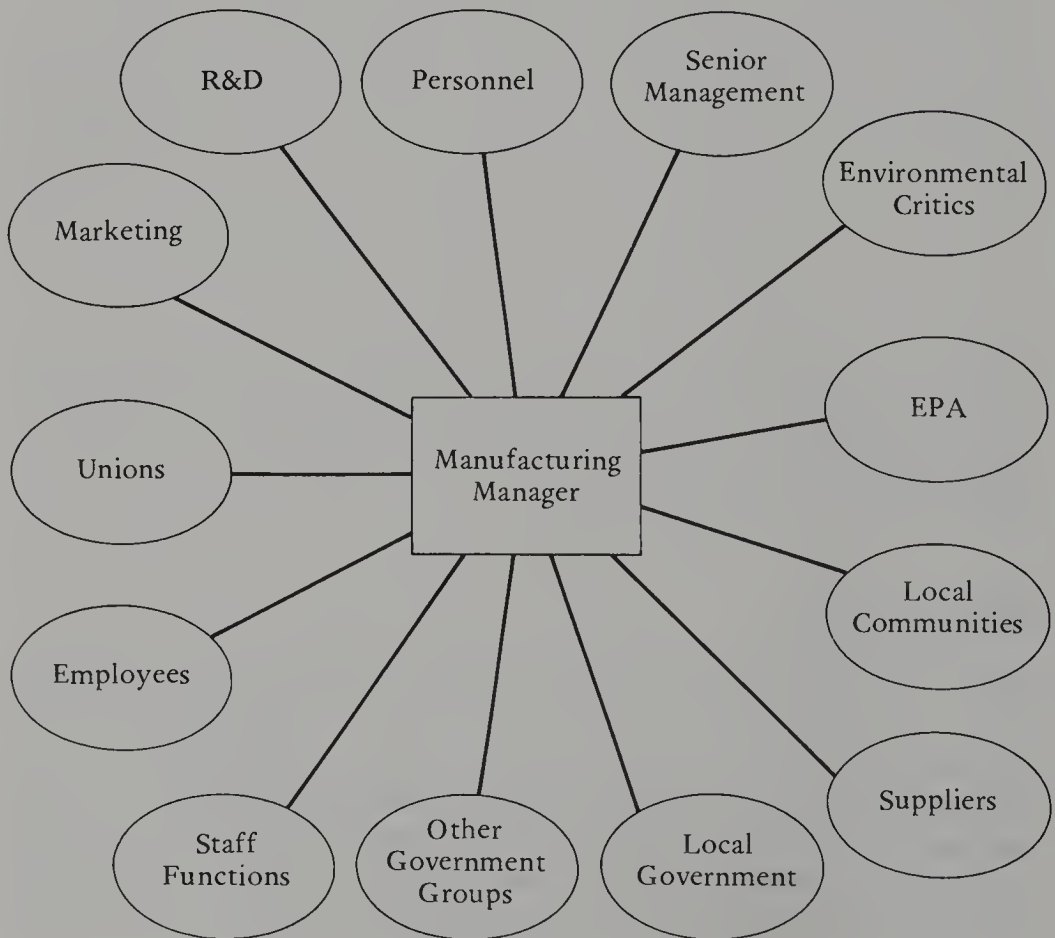 R&D
Personnel
Senior
Management
Environmental
Critics
Marketing
EPA
Unions
Manufacturing
Manager
Local
Communities
Employees
Suppliers
Staff
Functions
Other
Government
Groups
Local
Government